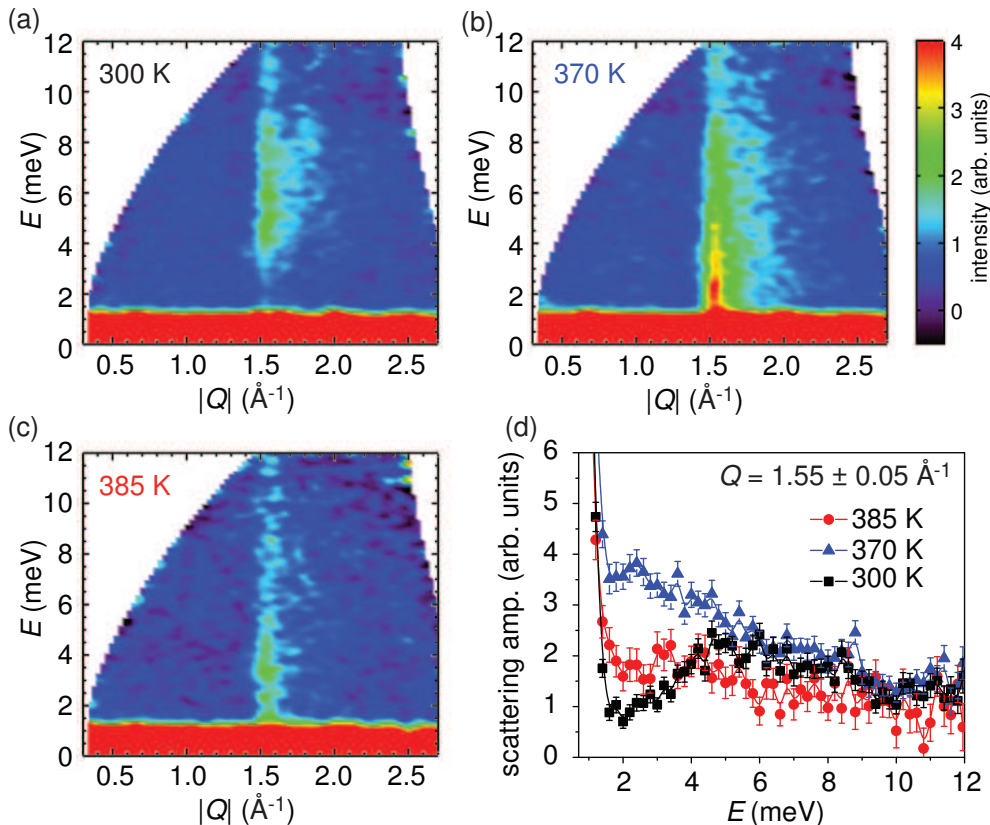 (a)
300 K
12
10
8
6
4
2
0
E (meV)
0.5 1.0 1.5 2.0 2.5
|Q| (Å-1)
(b)
370 K
12
10
8
6
4
2
0
E (meV)
0.5 1.0 1.5 2.0 2.5
|Q| (Å-1)
4
3
2
1
0
intensity (arb. units)
(c)
385 K
12
10
8
6
4
2
0
E (meV)
0.5 1.0 1.5 2.0 2.5
|Q| (Å-1)
(d)
Q = 1.55 ± 0.05 Å-1
385 K
370 K
300 K
6
5
4
3
2
1
0
scattering amp. (arb. units)
2 4 6 8 10 12
E (meV)